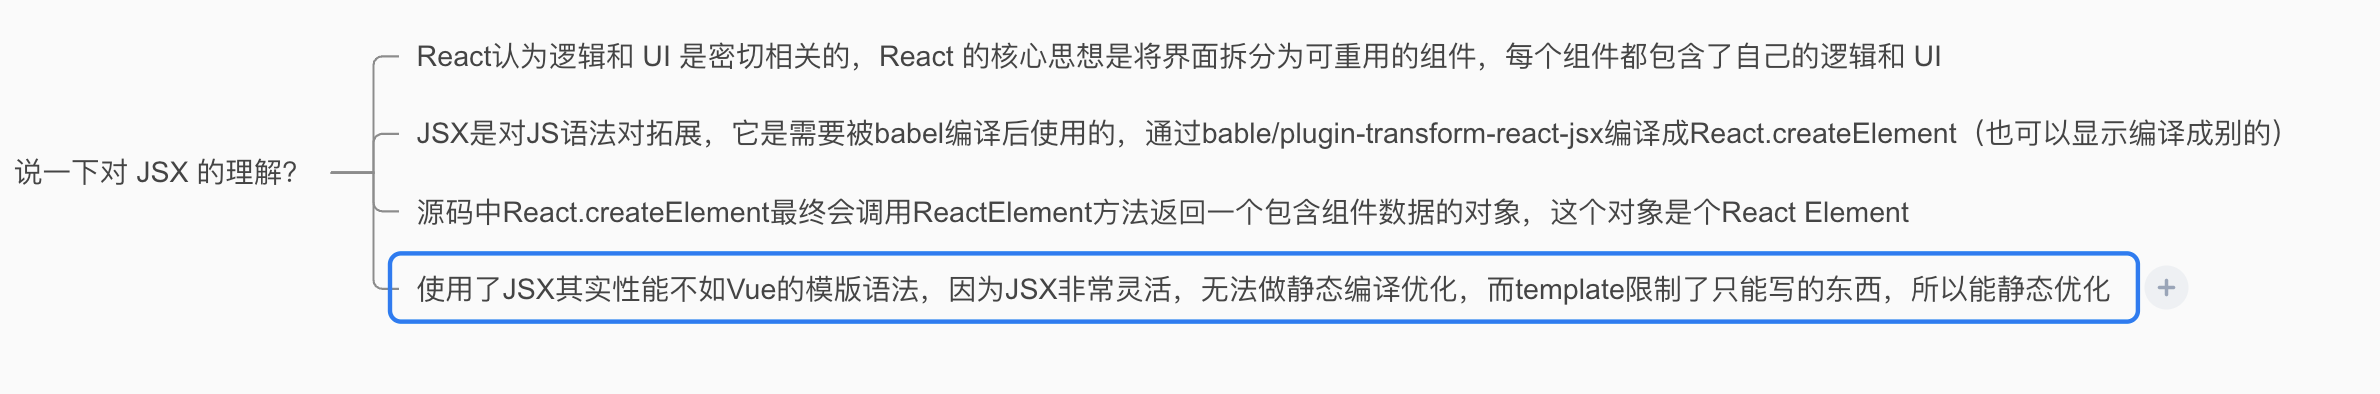 说一下对 JSX 的理解?
React认为逻辑和 UI 是密切相关的，React 的核心思想是将界面拆分为可重用的组件，每个组件都包含了自己的逻辑和 UI
JSX是对JS语法对拓展，它是需要被babel编译后使用的，通过bable/plugin-transform-react-jsx编译成React.createElement（也可以显示编译成别的）
源码中React.createElement最终会调用ReactElement方法返回一个包含组件数据的对象，这个对象是个React Element
使用了JSX其实性能不如Vue的模版语法，因为JSX非常灵活，无法做静态编译优化，而template限制了只能写的东西，所以能静态优化